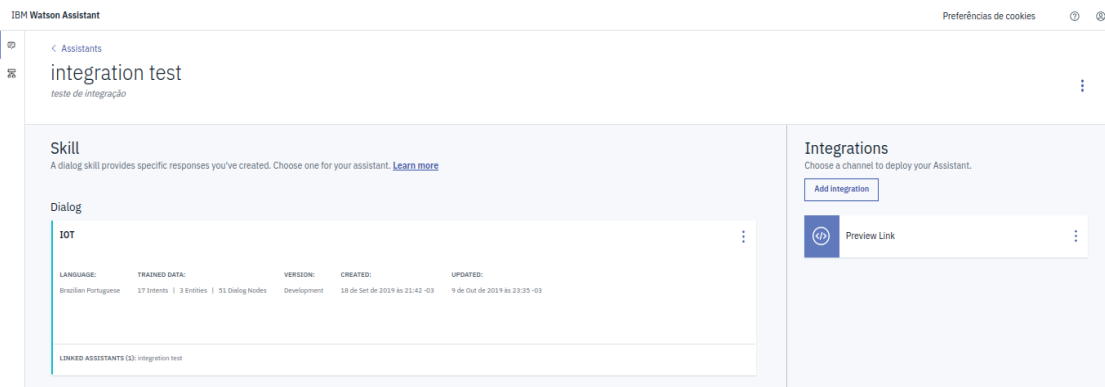 IBM Watson Assistant
Preferências de cookies
Assistants
integration test
teste de integração
Skill
A dialog skill provides specific responses you've created. Choose one for your assistant. Learn more
Dialog
IOT
LANGUAGE: TRAINED DATA: VERSION: CREATED: UPDATED:
Brazilian Portuguese 17 Intents | 3 Entities | 51 Dialog Nodes Development 18 de Set de 2019 às 21:42 -03 9 de Out de 2019 às 23:35 -03
LINKED ASSISTANTS (1): integration test
Integrations
Choose a channel to deploy your Assistant.
Add integration
Preview Link